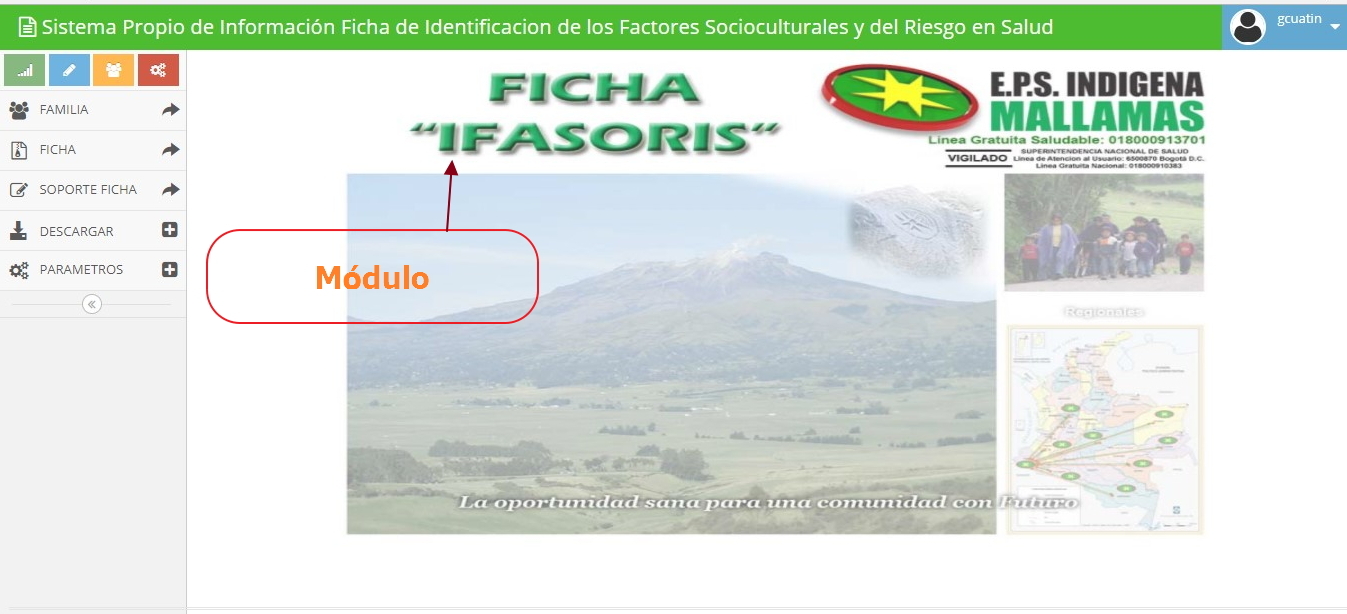 Sistema Propio de Información Ficha de Identificacion de los Factores Socioculturales y del Riesgo en Salud
gcuatin
FAMILIA
FICHA
SOPORTE FICHA
DESCARGAR
PARAMETROS
FICHA
“IFASORIS”
E.P.S. INDIGENA
MALLAMAS
Linea Gratuita Saludable: 018000913701
VIGILADO
SUPERINTENDENCIA NACIONAL DE SALUD
Linea de Atencion al Usuario: 6500870 Bogotá D.C.
Linea Gratuita Nacional: 018000910383
Módulo
Regionales
La oportunidad sana para una comunidad con Futuro